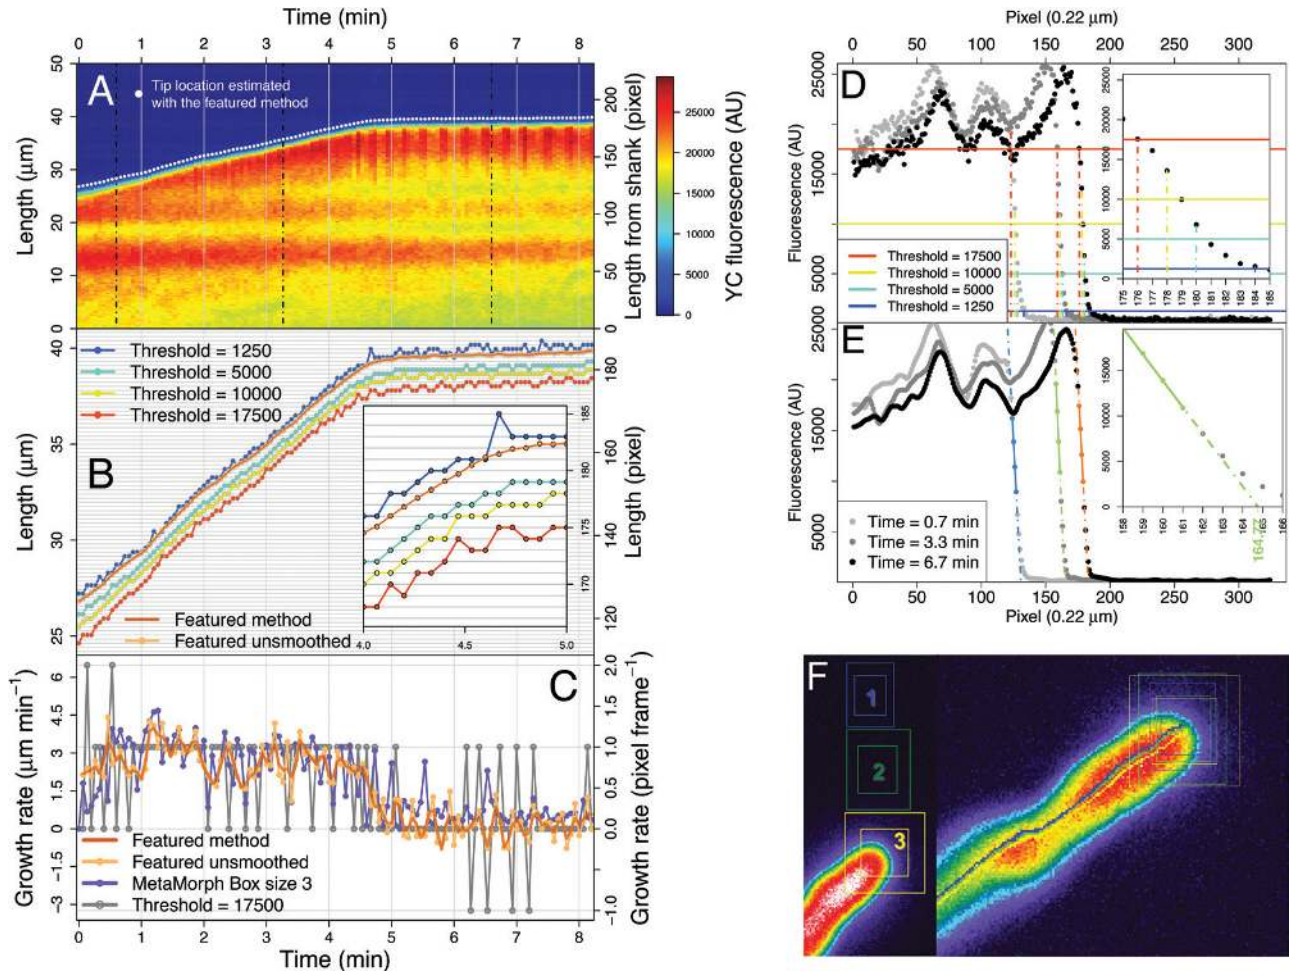 Time (min)
0 1 2 3 4 5 6 7 8
A
Tip location estimated
with the featured method
Length (µm)
50
40
30
20
10
0
Length from shank (pixel)
200
150
100
50
0
YC fluorescence (AU)
25000
20000
15000
10000
5000
0
B
Threshold = 1250
Threshold = 5000
Threshold = 10000
Threshold = 17500
Length (µm)
40
35
30
25
Length (pixel)
180
160
140
120
185
180
175
170
4.0 4.5 5.0
Featured method
Featured unsmoothed
C
Growth rate (µm min⁻¹)
6
4.5
3
1.5
0
-1.5
-3
Growth rate (pixel frame⁻¹)
2.0
1.5
1.0
0.5
0.0
-1.0
Featured method
Featured unsmoothed
MetaMorph Box size 3
Threshold = 17500
0 1 2 3 4 5 6 7 8
Time (min)
Pixel (0.22 µm)
0 50 100 150 200 250 300
D
Fluorescence (AU)
25000
15000
5000
Threshold = 17500
Threshold = 10000
Threshold = 5000
Threshold = 1250
Fluorescence (AU)
25000
20000
15000
10000
5000
0
175 176 177 178 179 180 181 182 183 184 185
E
Fluorescence (AU)
25000
15000
5000
Time = 0.7 min
Time = 3.3 min
Time = 6.7 min
Fluorescence (AU)
15000
10000
5000
0
158 159 160 161 162 163 164 165 166
164.77
0 50 100 150 200 250 300
Pixel (0.22 µm)
F
1
2
3